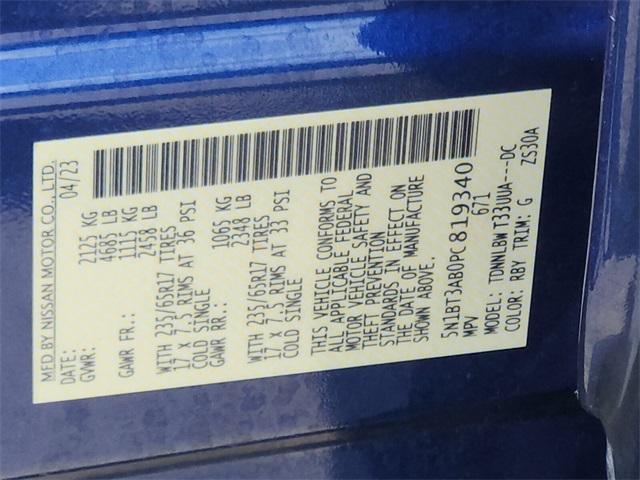 MFD BY NISSAN MOTOR CO., LTD.
DATE: 04/23
GVWR: 2125 KG
4685 LB
GAWR FR.: 1115 KG
2458 LB
WITH 235/65R17 TIRES
17 X 7.5 RIMS AT 36 PSI
COLD SINGLE
GAWR RR.: 1065 KG
2348 LB
WITH 235/65R17 TIRES
17 X 7.5 RIMS AT 33 PSI
COLD SINGLE
THIS VEHICLE CONFORMS TO
ALL APPLICABLE FEDERAL
MOTOR VEHICLE SAFETY AND
THEFT PREVENTION
STANDARDS IN EFFECT ON
THE DATE OF MANUFACTURE
SHOWN ABOVE.
5N1BT3AB0PC819340
MPV 671
MODEL: TDNNLBW T33UUA---DC
COLOR: RBY TRIM: G ZS30A